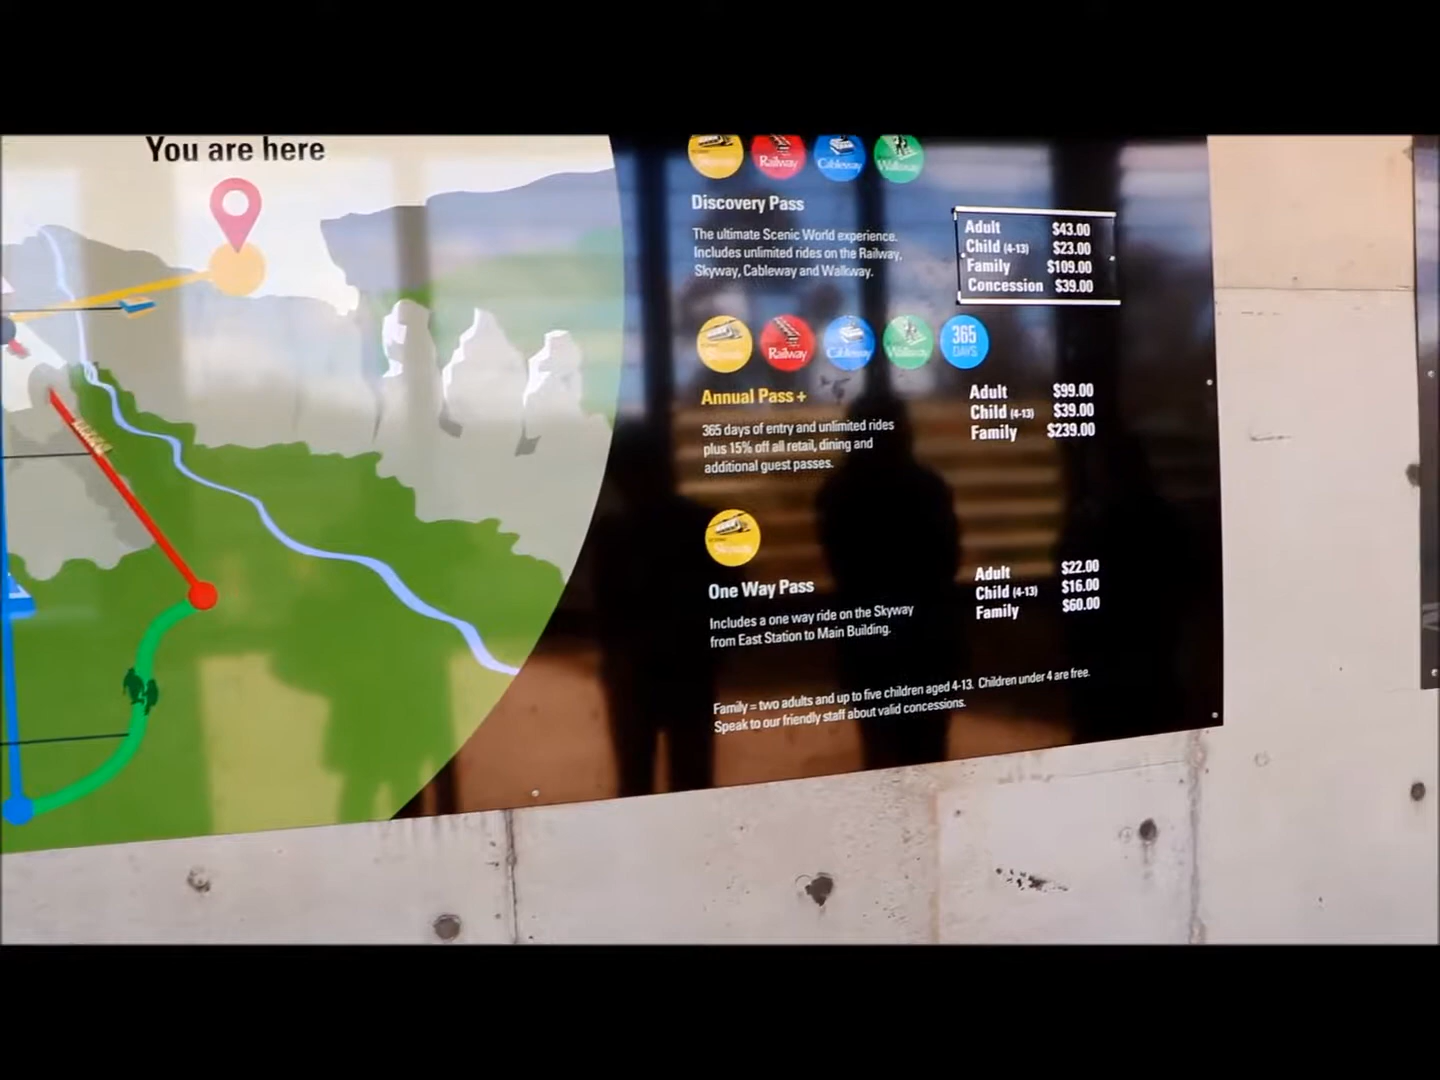 You are here
Railway
Cableway
Walkway
Discovery Pass
The ultimate Scenic World experience.
Includes unlimited rides on the Railway,
Skyway, Cableway and Walkway.
Adult $43.00
Child (4-13) $23.00
Family $109.00
Concession $39.00
Railway
Cableway
Walkway
365
DAYS
Annual Pass +
365 days of entry and unlimited rides
plus 15% off all retail, dining and
additional guest passes.
Adult $99.00
Child (4-13) $39.00
Family $239.00
One Way Pass
Includes a one way ride on the Skyway
from East Station to Main Building.
Adult $22.00
Child (4-13) $16.00
Family $60.00
Family = two adults and up to five children aged 4-13. Children under 4 are free.
Speak to our friendly staff about valid concessions.